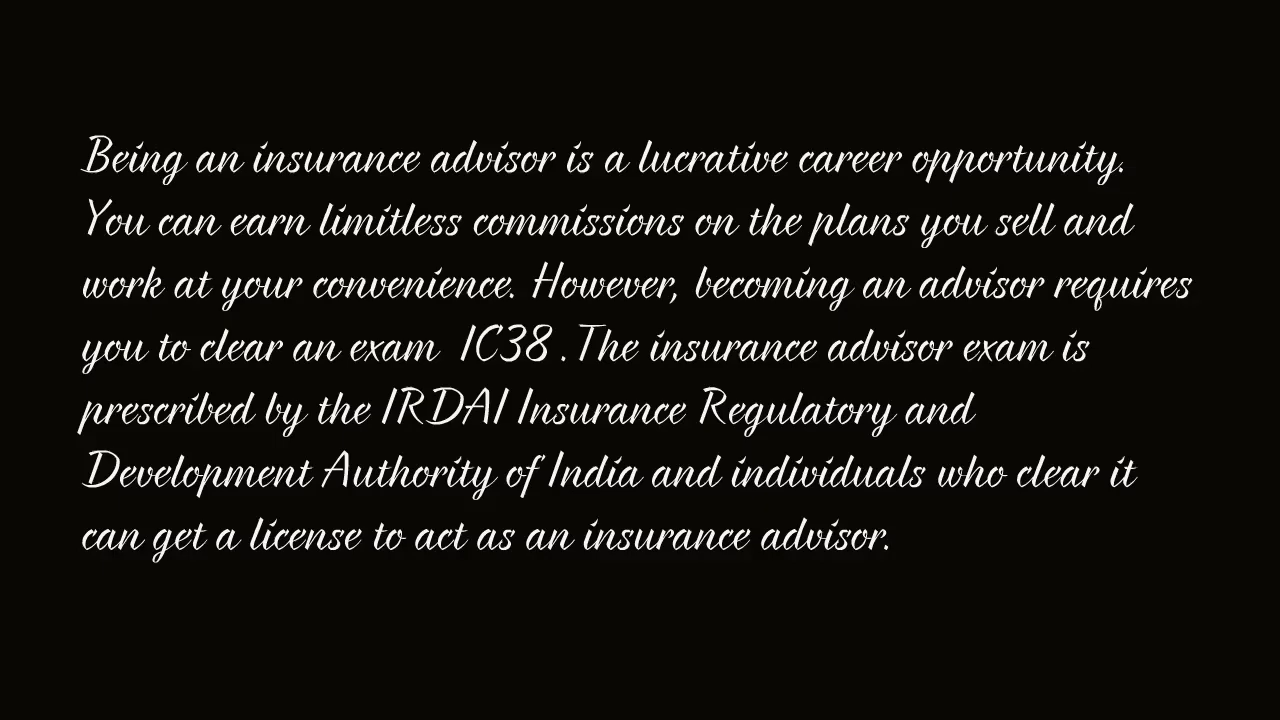 Being an insurance advisor is a lucrative career opportunity.
You can earn limitless commissions on the plans you sell and
work at your convenience. However, becoming an advisor requires
you to clear an exam  IC38 .The insurance advisor exam is
prescribed by the IRDAI Insurance Regulatory and
Development Authority of India and individuals who clear it
can get a license to act as an insurance advisor.